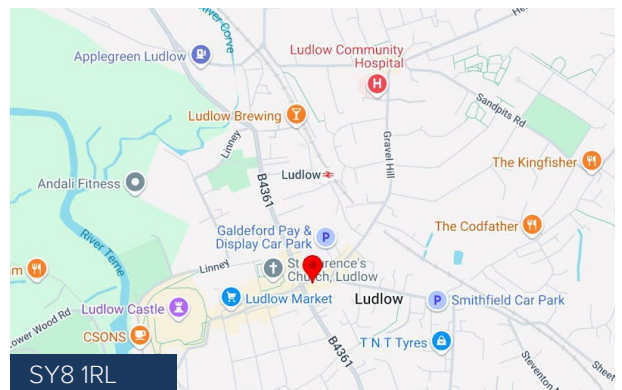 River Corve
Applegreen Ludlow
Ludlow Community
Hospital
H
Sandpits Rd
Ludlow Brewing
Linney
Gravel Hill
The Kingfisher
Ludlow
Andali Fitness
B4361
Galdeford Pay &
Display Car Park
P
The Codfather
River Teme
Linney
St
Church, Ludlow
Ludlow Market
Ludlow
P
Smithfield Car Park
Ludlow Castle
Lower Wood Rd
CSONS
T N T Tyres
B4361
Steventon
Sheet
SY8 1RL